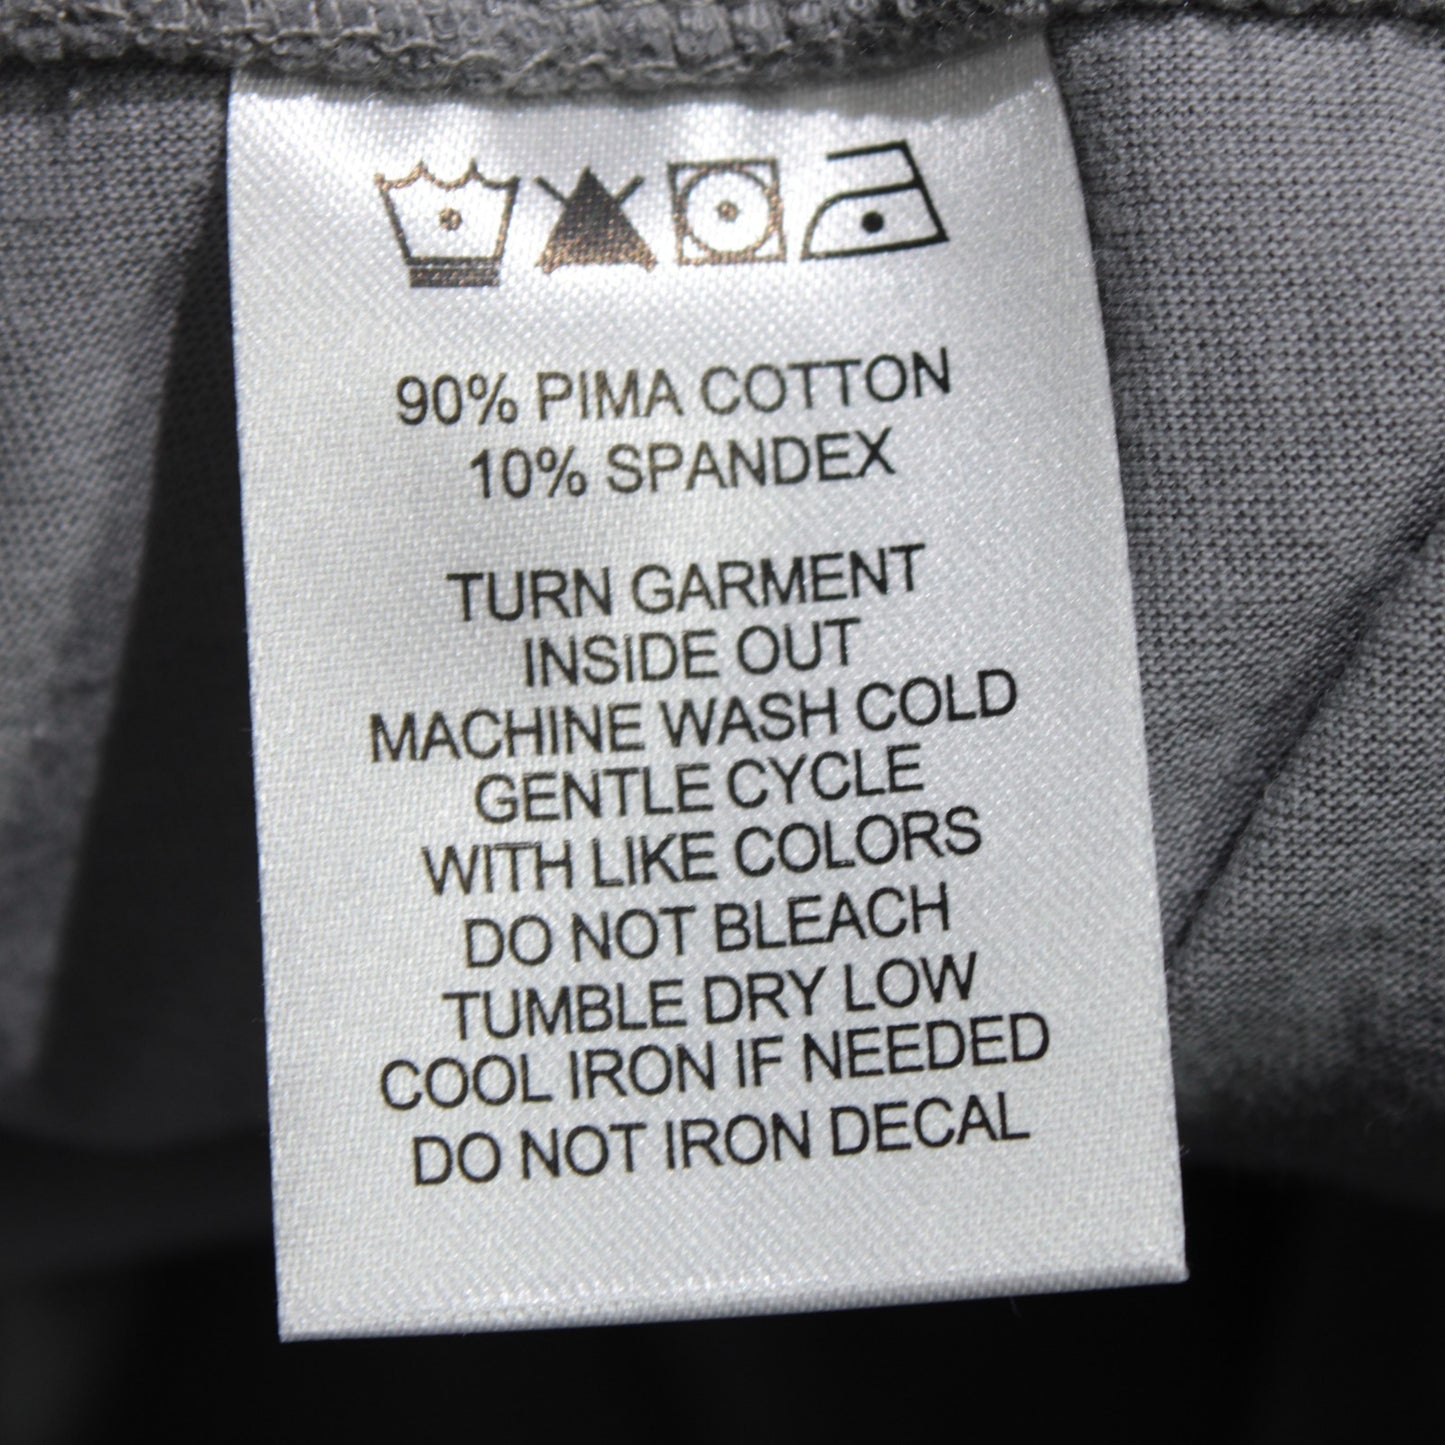 90% PIMA COTTON
10% SPANDEX
TURN GARMENT
INSIDE OUT
MACHINE WASH COLD
GENTLE CYCLE
WITH LIKE COLORS
DO NOT BLEACH
TUMBLE DRY LOW
COOL IRON IF NEEDED
DO NOT IRON DECAL